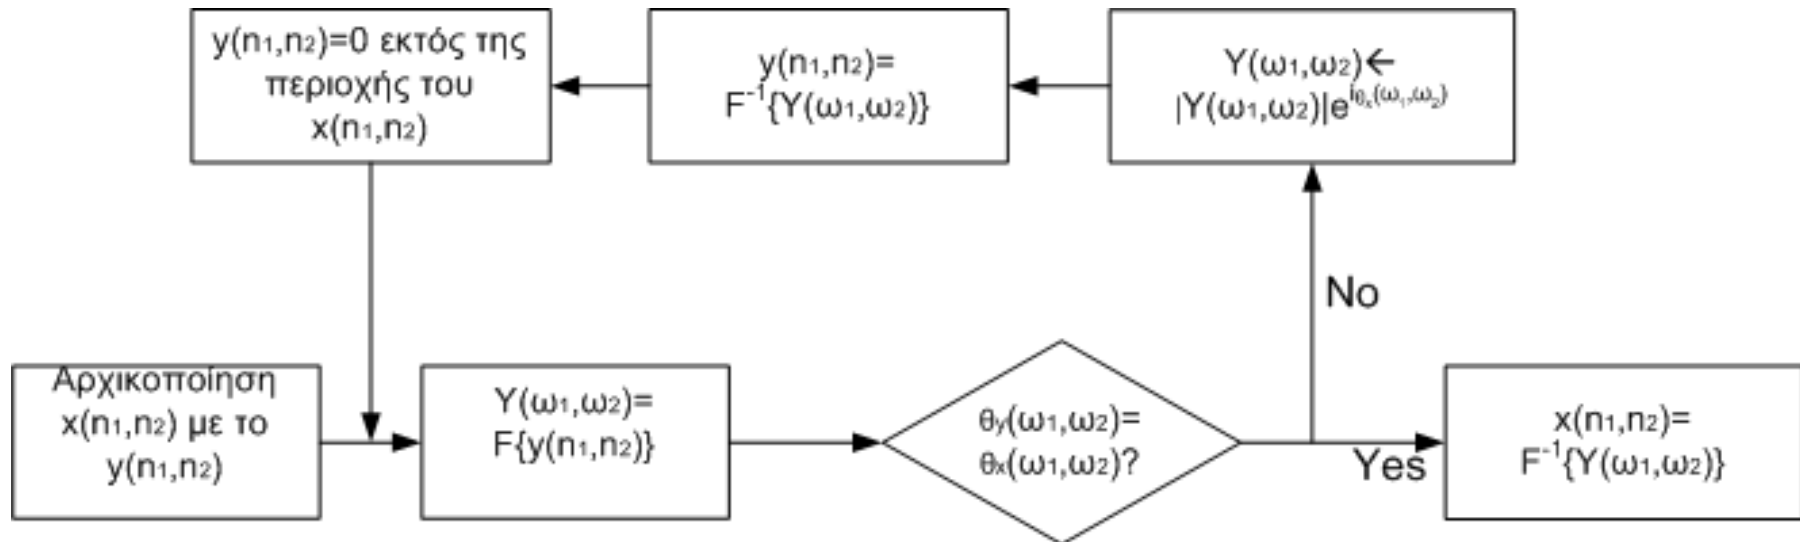 y(n₁,n₂)=0 εκτός της
περιοχής του
x(n₁,n₂)
y(n₁,n₂)=
F⁻¹{Y(ω₁,ω₂)}
Y(ω₁,ω₂)←
|Y(ω₁,ω₂)|e^{iθₓ(ω₁,ω₂)}
No
Αρχικοποίηση
x(n₁,n₂) με το
y(n₁,n₂)
Y(ω₁,ω₂)=
F{y(n₁,n₂)}
θy(ω₁,ω₂)=
θₓ(ω₁,ω₂)?
Yes
x(n₁,n₂)=
F⁻¹{Y(ω₁,ω₂)}